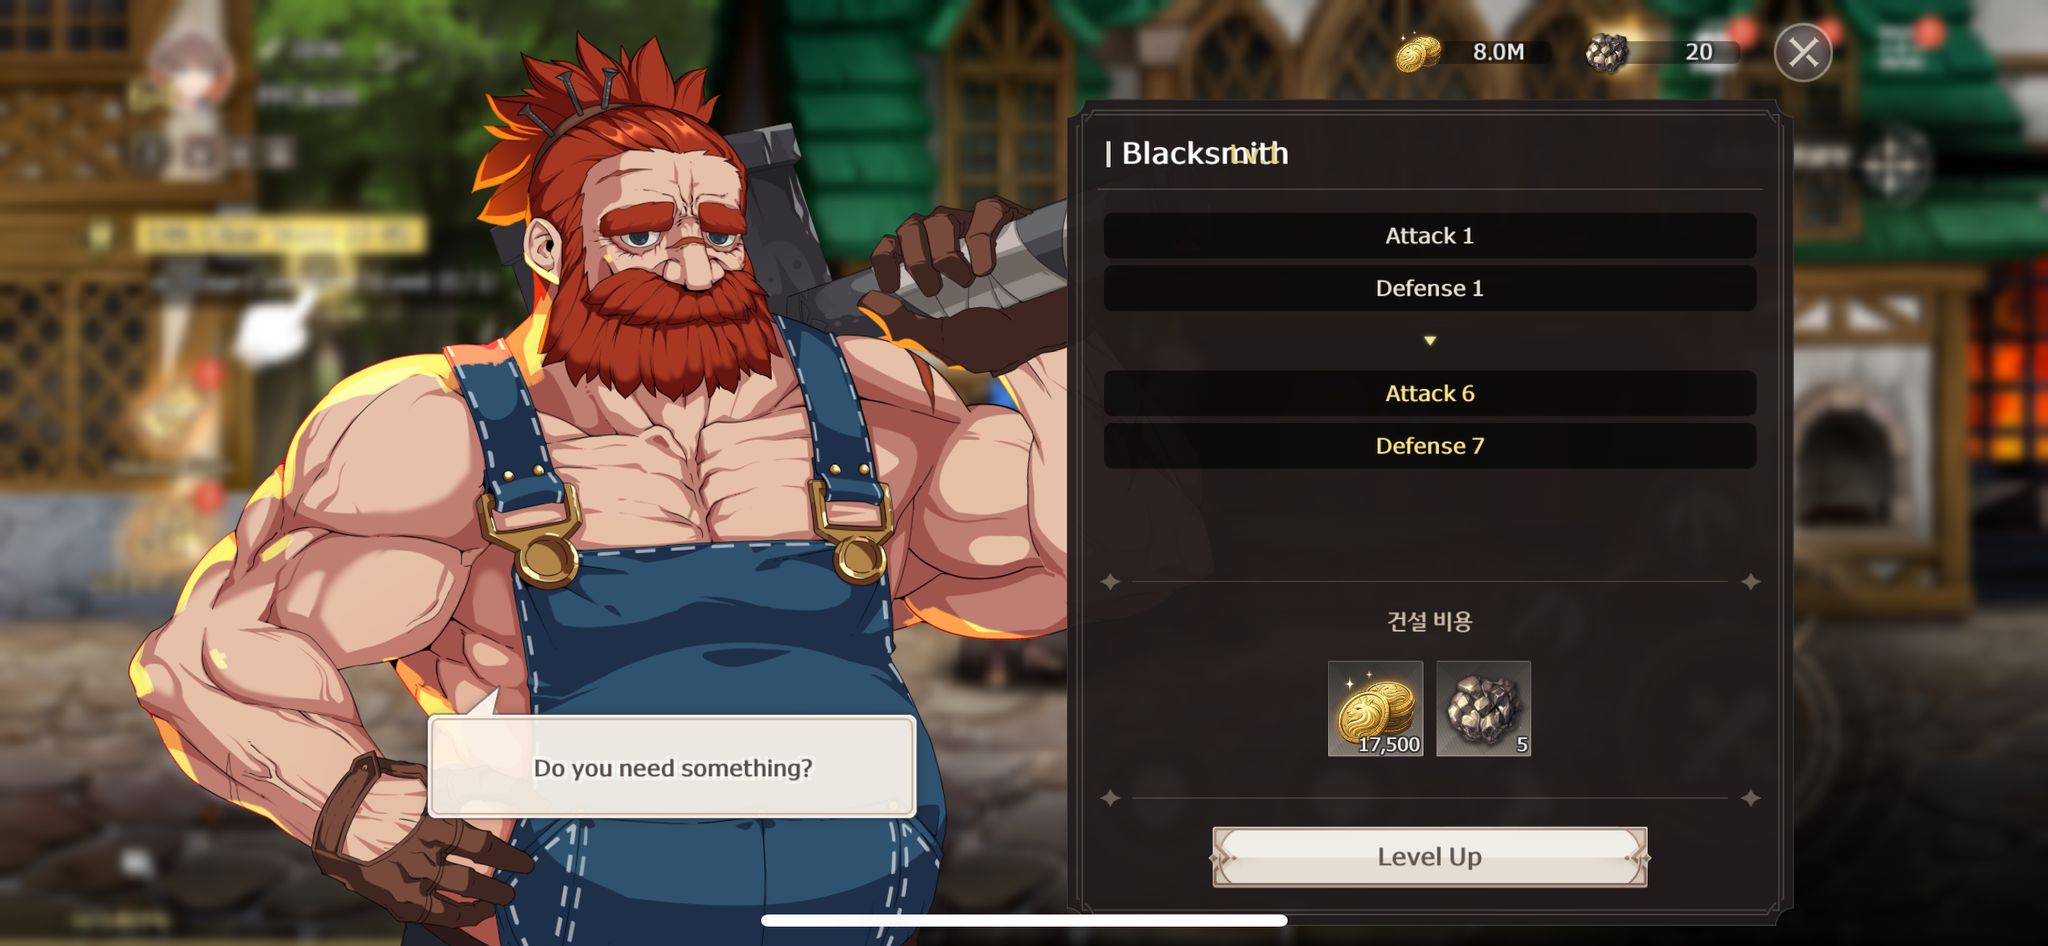 8.0M
20
Blacksmith
Lv.1
Attack 1
Defense 1
Attack 6
Defense 7
건설 비용
17,500
5
Do you need something?
Level Up